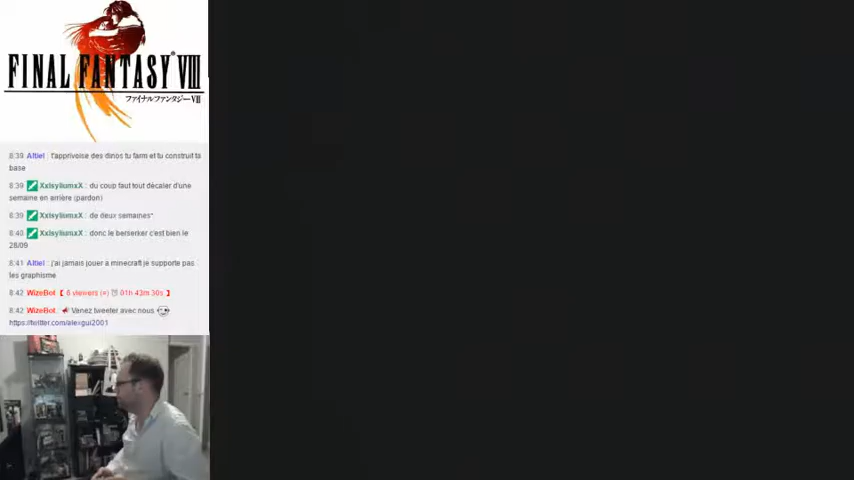 FINAL FANTASY VIII
ファイナルファンタジーVIII
8:39 Altiel : t'apprivoise des dinos tu farm et tu construit ta
base
8:39 XxlsyliumxX : du coup faut tout décaler d'une
semaine en arrière (pardon)
8:39 XxlsyliumxX : de deux semaines*
8:40 XxlsyliumxX : donc le berserker c'est bien le
28/09
8:41 Altiel : j'ai jamais jouer a minecraft je supporte pas
les graphisme
8:42 WizeBot : [ 6 viewers (=) 01h 43m 30s ]
8:42 WizeBot : Venez tweeter avec nous
https://twitter.com/alexgui2001